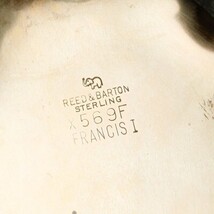 REED & BARTON
STERLING
X569F
FRANCIS I